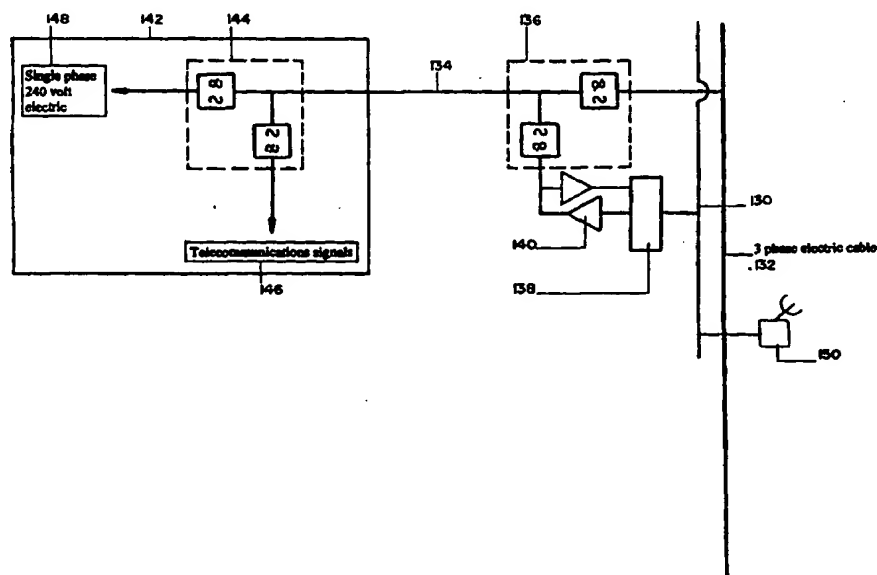 148
142
144
136
Single phase
240 volt
electric
134
130
140
3 phase electric cable
.132
Telecommunications signals
146
138
150